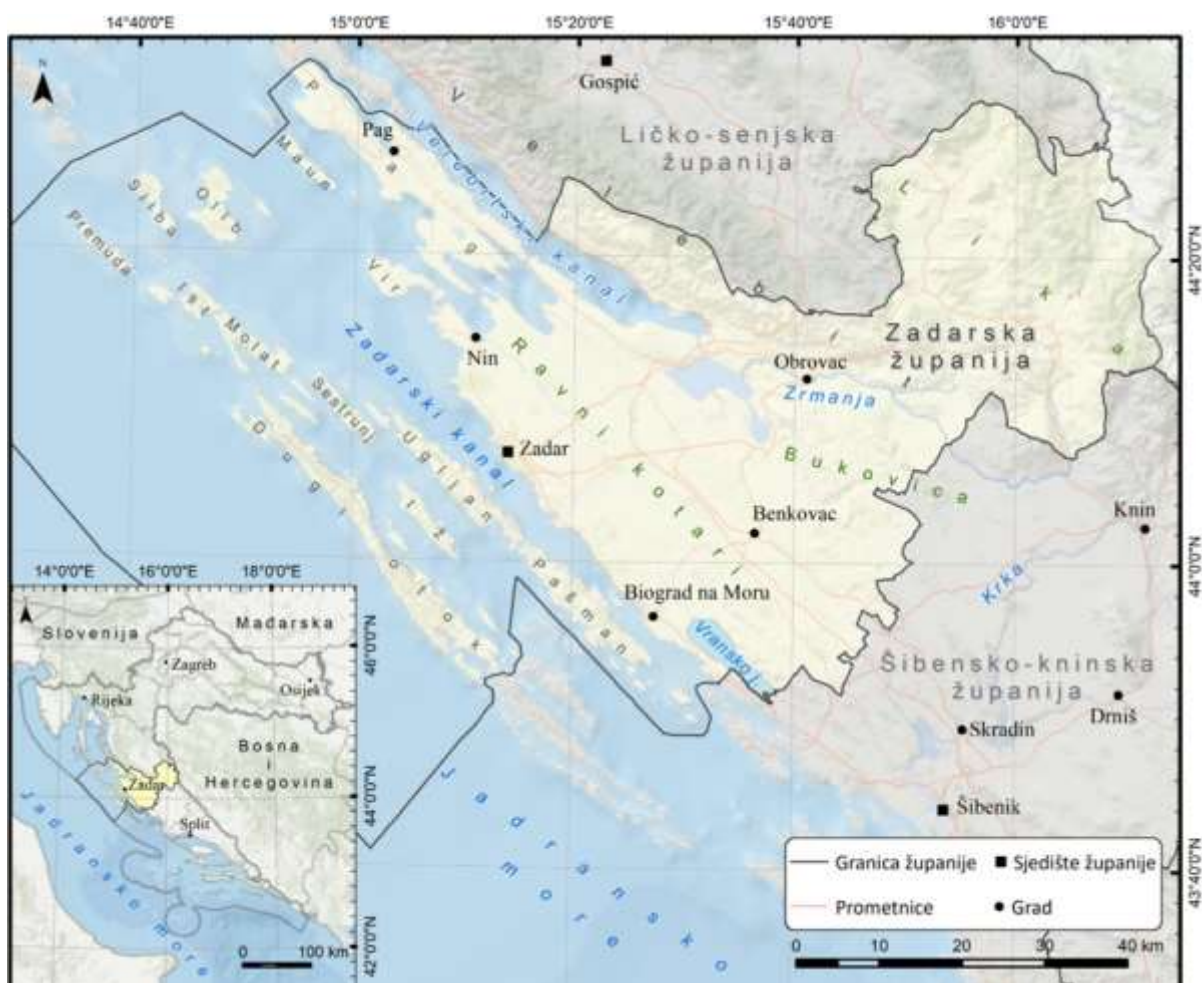 14°40'0"E 15°0'0"E 15°20'0"E 15°40'0"E 16°0'0"E
N
Gospić
Ličko-senjska
županija
Velebit
Velebitski kanal
Pag
Pag
Maun
Olib
Silba
Premuda
Vir
Ist
Molat
44°20'0"N
Lika
Zadarska
županija
Nin
Ravni kotari
Obrovac
Zrmanja
Zadarski kanal
Sestrunj
Dugi otok
Ugljan
Zadar
Bukovica
Iž
Benkovac
Knin
44°0'0"N
Pašman
Biograd na Moru
Vransko j.
Krka
Šibensko-kninska
županija
Drniš
Skradin
Šibenik
Jadransko
more
43°40'0"N
14°0'0"E 16°0'0"E 18°0'0"E
Slovenija
Mađarska
46°0'0"N
Zagreb
Osijek
Rijeka
Bosna
i
Hercegovina
Zadar
44°0'0"N
Split
Jadransko more
0 100 km
42°0'0"N
Granica županije
Sjedište županije
Prometnice
Grad
0 10 20 30 40 km